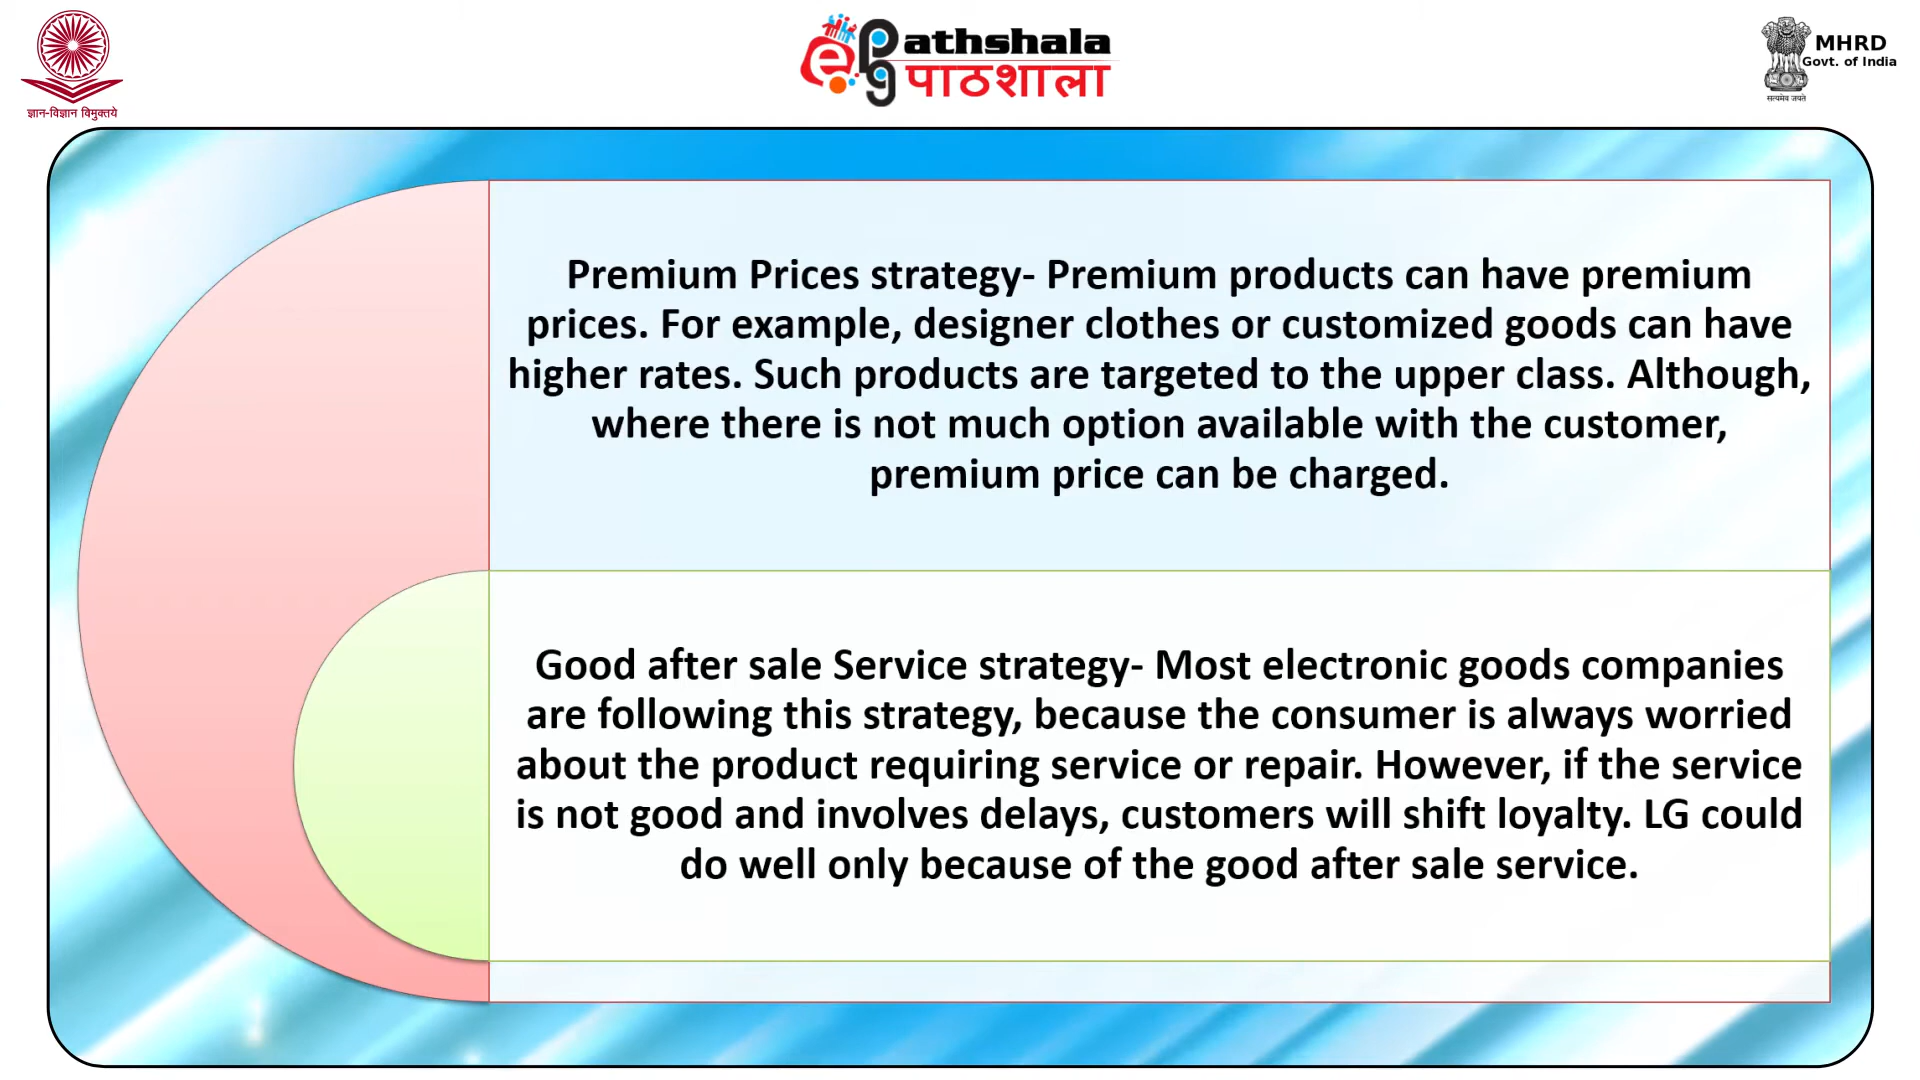 ज्ञान-विज्ञान विमुक्तये
e
pg
athshala
पाठशाला
सत्यमेव जयते
MHRD
Govt. of India
Premium Prices strategy- Premium products can have premium
prices. For example, designer clothes or customized goods can have
higher rates. Such products are targeted to the upper class. Although,
where there is not much option available with the customer,
premium price can be charged.
Good after sale Service strategy- Most electronic goods companies
are following this strategy, because the consumer is always worried
about the product requiring service or repair. However, if the service
is not good and involves delays, customers will shift loyalty. LG could
do well only because of the good after sale service.